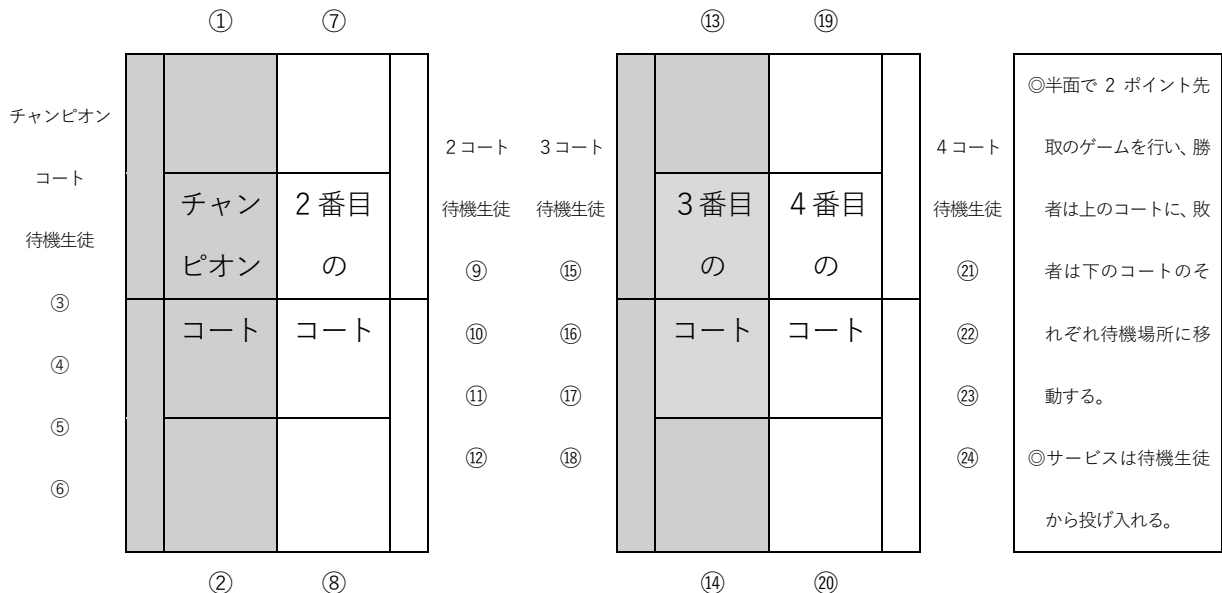 ① ⑦ ⑬ ⑲
チャンピオン
コート
待機生徒
③
④
⑤
⑥
チャン
ピオン
コート
2番目
の
コート
2コート
待機生徒
⑨
⑩
⑪
⑫
3コート
待機生徒
⑮
⑯
⑰
⑱
3番目
の
コート
4番目
の
コート
4コート
待機生徒
㉑
㉒
㉓
㉔
◎半面で 2 ポイント先
取のゲームを行い、勝
者は上のコートに、敗
者は下のコートのそ
れぞれ待機場所に移
動する。
◎サービスは待機生徒
から投げ入れる。
② ⑧ ⑭ ⑳